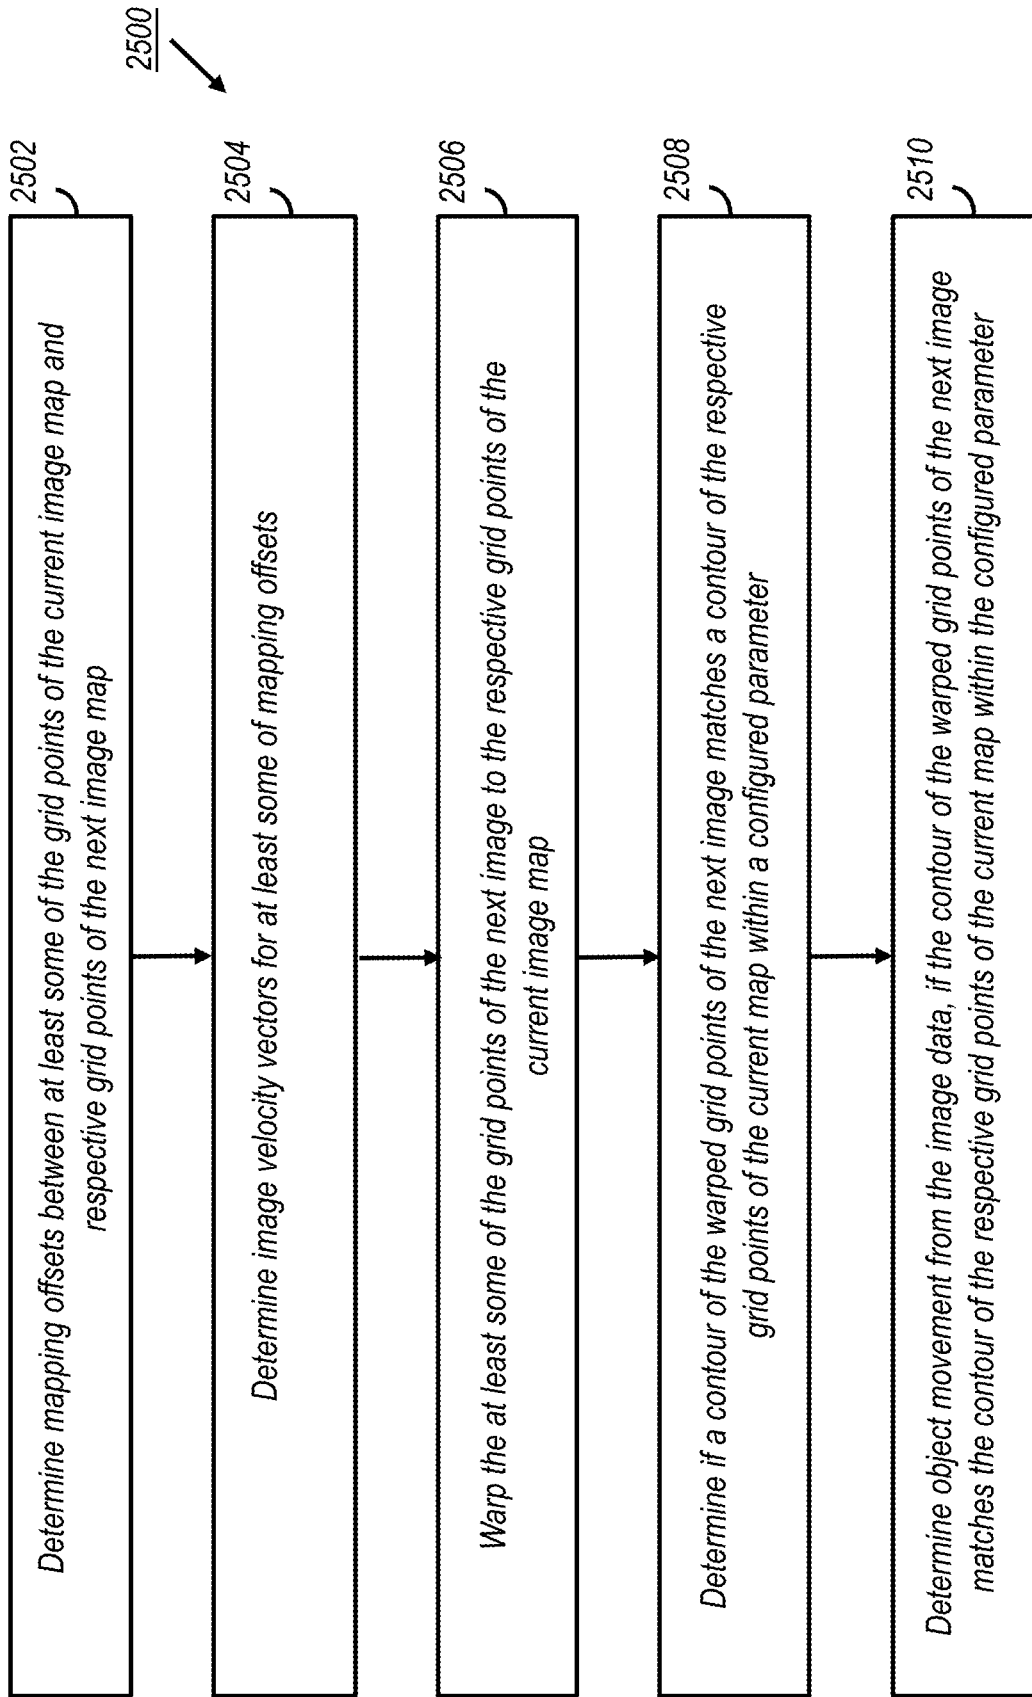 2500
2502
Determine mapping offsets between at least some of the grid points of the current image map and
respective grid points of the next image map
2504
Determine image velocity vectors for at least some of mapping offsets
2506
Warp the at least some of the grid points of the next image to the respective grid points of the
current image map
2508
Determine if a contour of the warped grid points of the next image matches a contour of the respective
grid points of the current map within a configured parameter
2510
Determine object movement from the image data, if the contour of the warped grid points of the next image
matches the contour of the respective grid points of the current map within the configured parameter